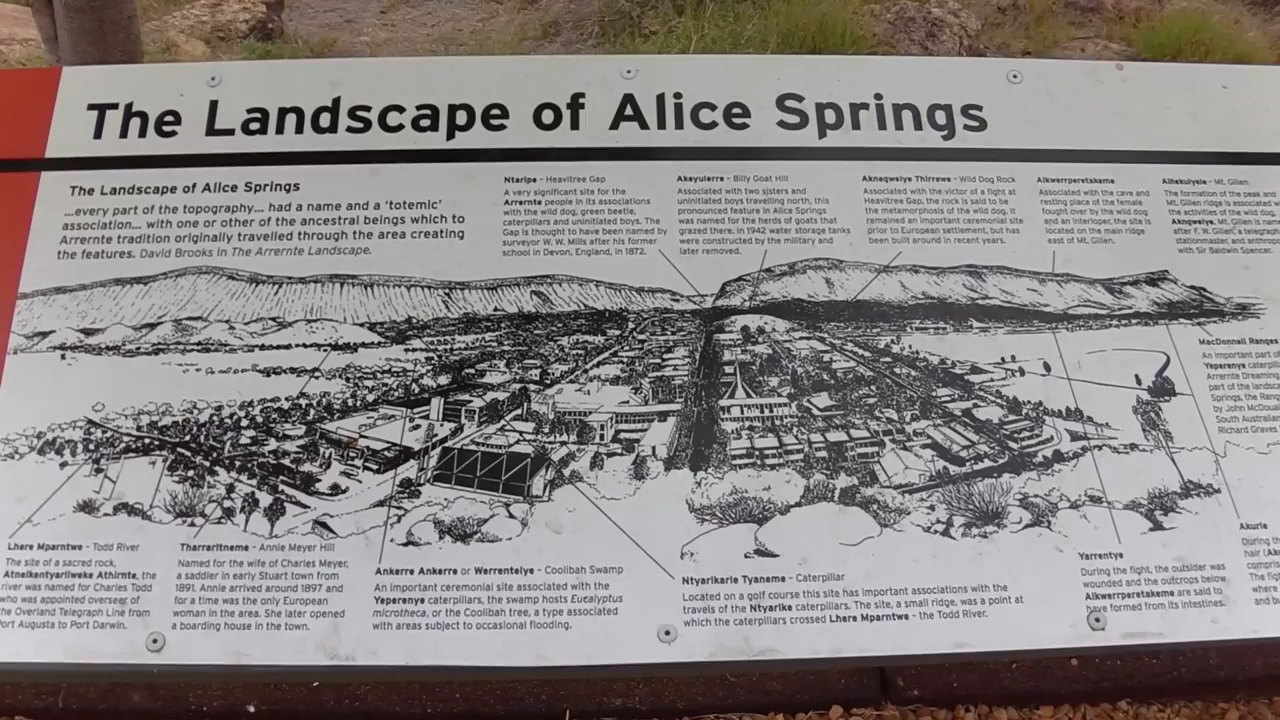 The Landscape of Alice Springs
The Landscape of Alice Springs
...every part of the topography... had a name and a 'totemic'
association... with one or other of the ancestral beings which to
Arrernte tradition originally travelled through the area creating
the features. David Brooks in The Arrernte Landscape.
Ntaripe - Heavitree Gap
A very significant site for the
Arrernte people in its associations
with the wild dog, green beetle,
caterpillars and uninitiated boys. The
Gap is thought to have been named by
surveyor W. W. Mills after his former
school in Devon, England, in 1872.
Akeyulerre - Billy Goat Hill
Associated with two sisters and
uninitiated boys travelling north, this
pronounced feature in Alice Springs
was named for the herds of goats that
grazed there. In 1942 water storage tanks
were constructed by the military and
later removed.
Akngwelye Thirrewe - Wild Dog Rock
Associated with the victor of a fight at
Heavitree Gap, the rock is said to be
the metamorphosis of the wild dog. It
remained an important ceremonial site
prior to European settlement, but has
been built around in recent years.
Alkwerrperetakeme
Associated with the cave and
resting place of the female
fought over by the wild dog
and an interloper, the site is
located on the main ridge
east of Mt. Gillen.
Alhekulyele - Mt. Gillen
The formation of the peak and
Mt. Gillen ridge is associated
the activities of the wild dog,
Akngwelye. Mt. Gillen is
after F. W. Gillen, a telegraph
stationmaster, and
with Sir Baldwin Spencer.
MacDonnell Ranges
An important part of
Yeperenye
Arrernte Dreaming
part of the
Springs, the
by John
South
Richard Graves
Lhere Mparntwe - Todd River
The site of a sacred rock,
Atnelkentyarliweke Athirnte, the
river was named for Charles Todd
who was appointed overseer of
the Overland Telegraph Line from
Port Augusta to Port Darwin.
Tharrarltneme - Annie Meyer Hill
Named for the wife of Charles Meyer,
a saddler in early Stuart town from
1891. Annie arrived around 1897 and
for a time was the only European
woman in the area. She later opened
a boarding house in the town.
Ankerre Ankerre or Werrentelye - Coolibah Swamp
An important ceremonial site associated with the
Yeperenye caterpillars, the swamp hosts Eucalyptus
microtheca, or the Coolibah tree, a type associated
with areas subject to occasional flooding.
Ntyarlkarle Tyaneme - Caterpillar
Located on a golf course this site has important associations with the
travels of the Ntyarlke caterpillars. The site, a small ridge, was a point at
which the caterpillars crossed Lhere Mparntwe - the Todd River.
Yarrentye
During the fight, the outsider was
wounded and the outcrops below
Alkwerrperetakeme are said to
have formed from its intestines.
Akurle
During th
hair
The
where
and